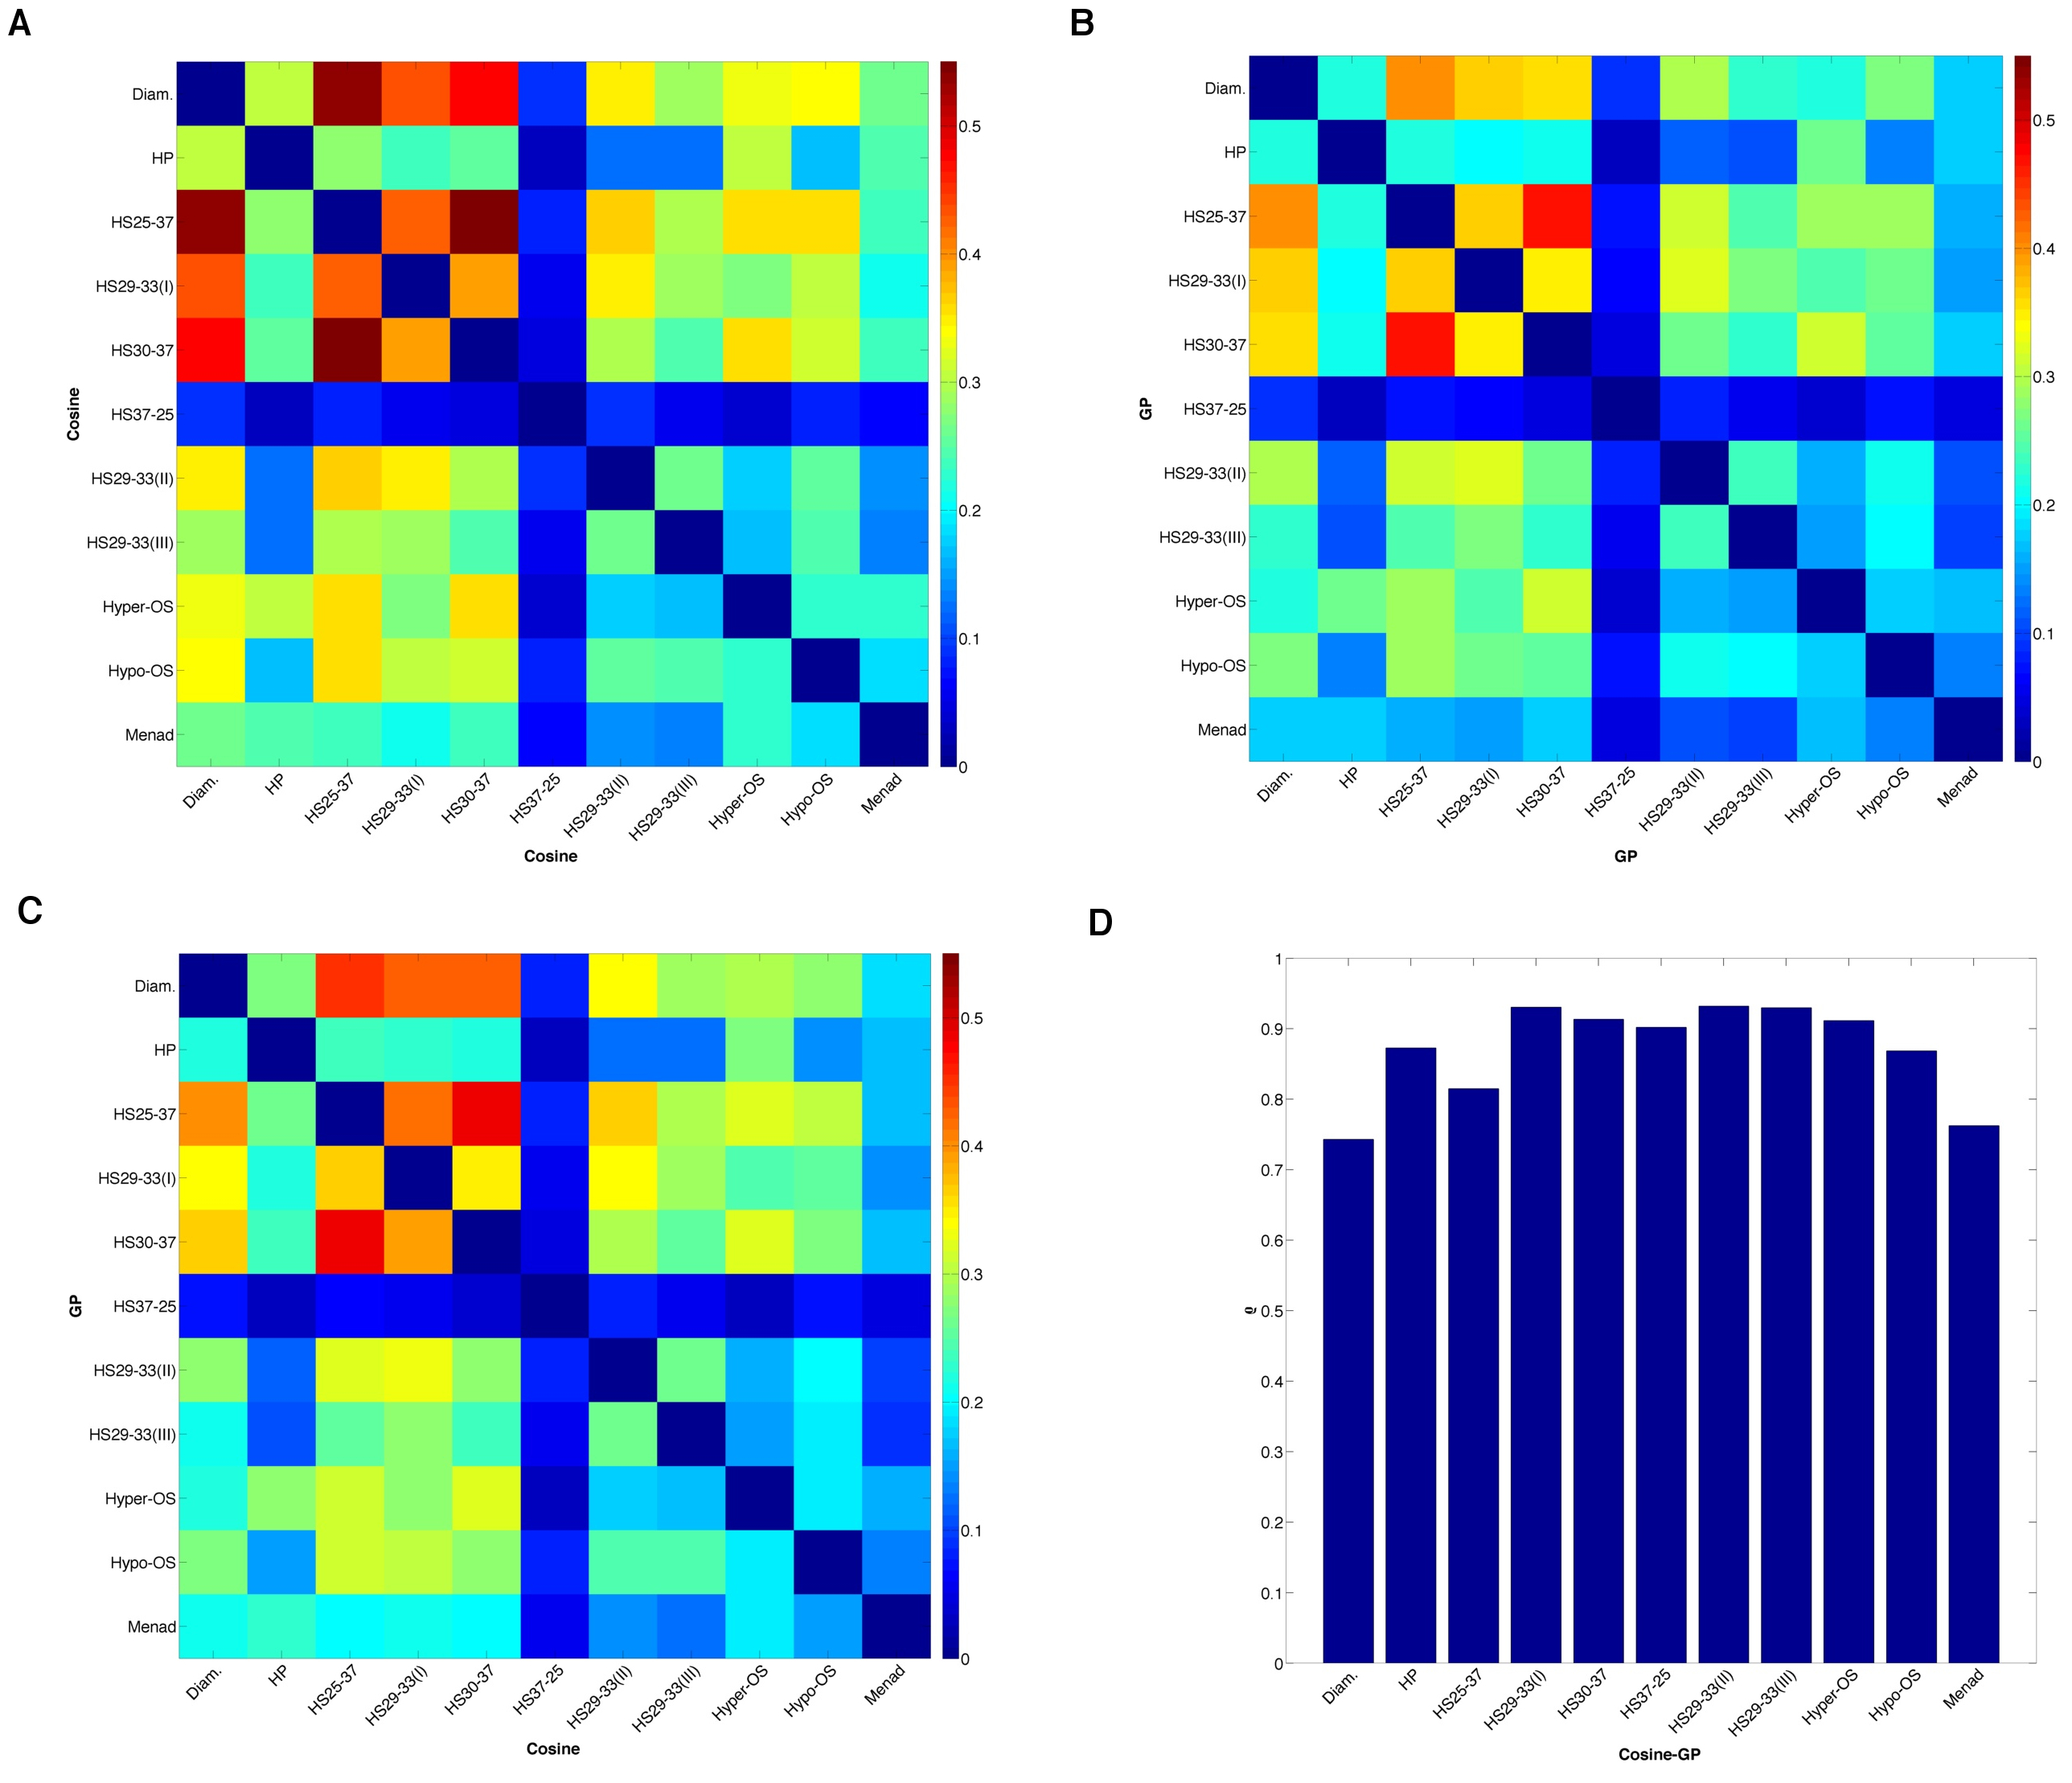 A
Diam.
HP
HS25-37
HS29-33(I)
HS30-37
HS37-25
HS29-33(II)
HS29-33(III)
Hyper-OS
Hypo-OS
Menad
Cosine
Diam.
HP
HS25-37
HS29-33(I)
HS30-37
HS37-25
HS29-33(II)
HS29-33(III)
Hyper-OS
Hypo-OS
Menad
Cosine
0.5
0.4
0.3
0.2
0.1
0
B
Diam.
HP
HS25-37
HS29-33(I)
HS30-37
HS37-25
HS29-33(II)
HS29-33(III)
Hyper-OS
Hypo-OS
Menad
GP
Diam.
HP
HS25-37
HS29-33(I)
HS30-37
HS37-25
HS29-33(II)
HS29-33(III)
Hyper-OS
Hypo-OS
Menad
GP
0.5
0.4
0.3
0.2
0.1
0
C
Diam.
HP
HS25-37
HS29-33(I)
HS30-37
HS37-25
HS29-33(II)
HS29-33(III)
Hyper-OS
Hypo-OS
Menad
GP
Diam.
HP
HS25-37
HS29-33(I)
HS30-37
HS37-25
HS29-33(II)
HS29-33(III)
Hyper-OS
Hypo-OS
Menad
Cosine
0.5
0.4
0.3
0.2
0.1
0
D
1
0.9
0.8
0.7
0.6
0.5
0.4
0.3
0.2
0.1
0
ϱ
Diam.
HP
HS25-37
HS29-33(I)
HS30-37
HS37-25
HS29-33(II)
HS29-33(III)
Hyper-OS
Hypo-OS
Menad
Cosine-GP